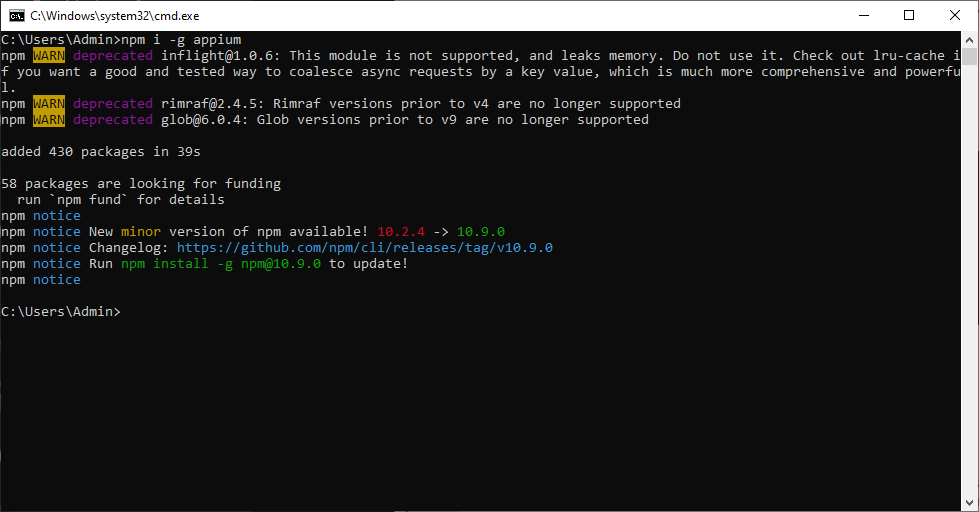 C:\Windows\system32\cmd.exe
C:\Users\Admin>npm i -g appium
npm WARN deprecated inflight@1.0.6: This module is not supported, and leaks memory. Do not use it. Check out lru-cache i
f you want a good and tested way to coalesce async requests by a key value, which is much more comprehensive and powerfu
l.
npm WARN deprecated rimraf@2.4.5: Rimraf versions prior to v4 are no longer supported
npm WARN deprecated glob@6.0.4: Glob versions prior to v9 are no longer supported
added 430 packages in 39s
58 packages are looking for funding
run `npm fund` for details
npm notice
npm notice New minor version of npm available! 10.2.4 -> 10.9.0
npm notice Changelog: https://github.com/npm/cli/releases/tag/v10.9.0
npm notice Run npm install -g npm@10.9.0 to update!
npm notice
C:\Users\Admin>